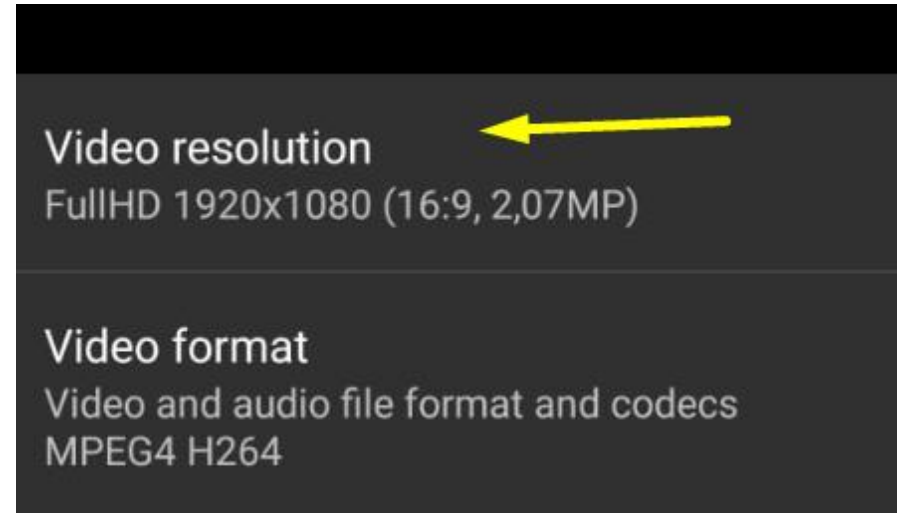 Video resolution
FullHD 1920x1080 (16:9, 2,07MP)
Video format
Video and audio file format and codecs
MPEG4 H264